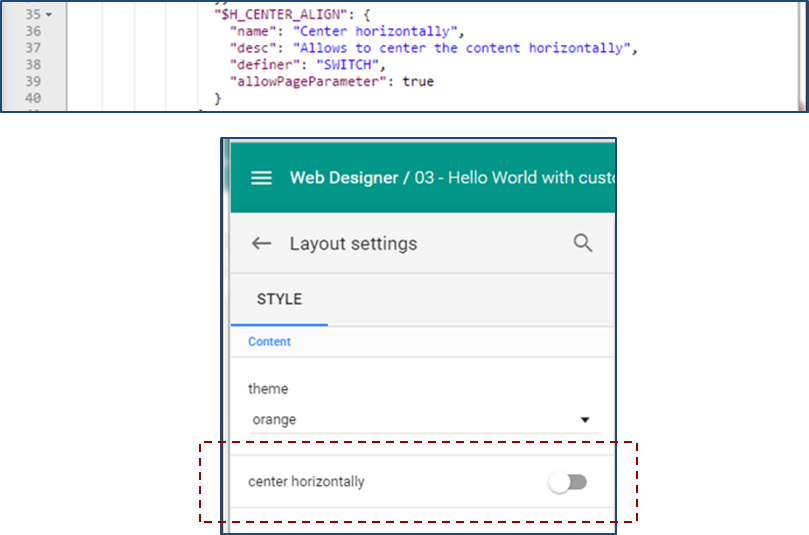 35 "$H_CENTER_ALIGN": {
36 "name": "Center horizontally",
37 "desc": "Allows to center the content horizontally",
38 "definer": "SWITCH",
39 "allowPageParameter": true
40 }
Web Designer / 03 - Hello World with custo
Layout settings
STYLE
Content
theme
orange
center horizontally